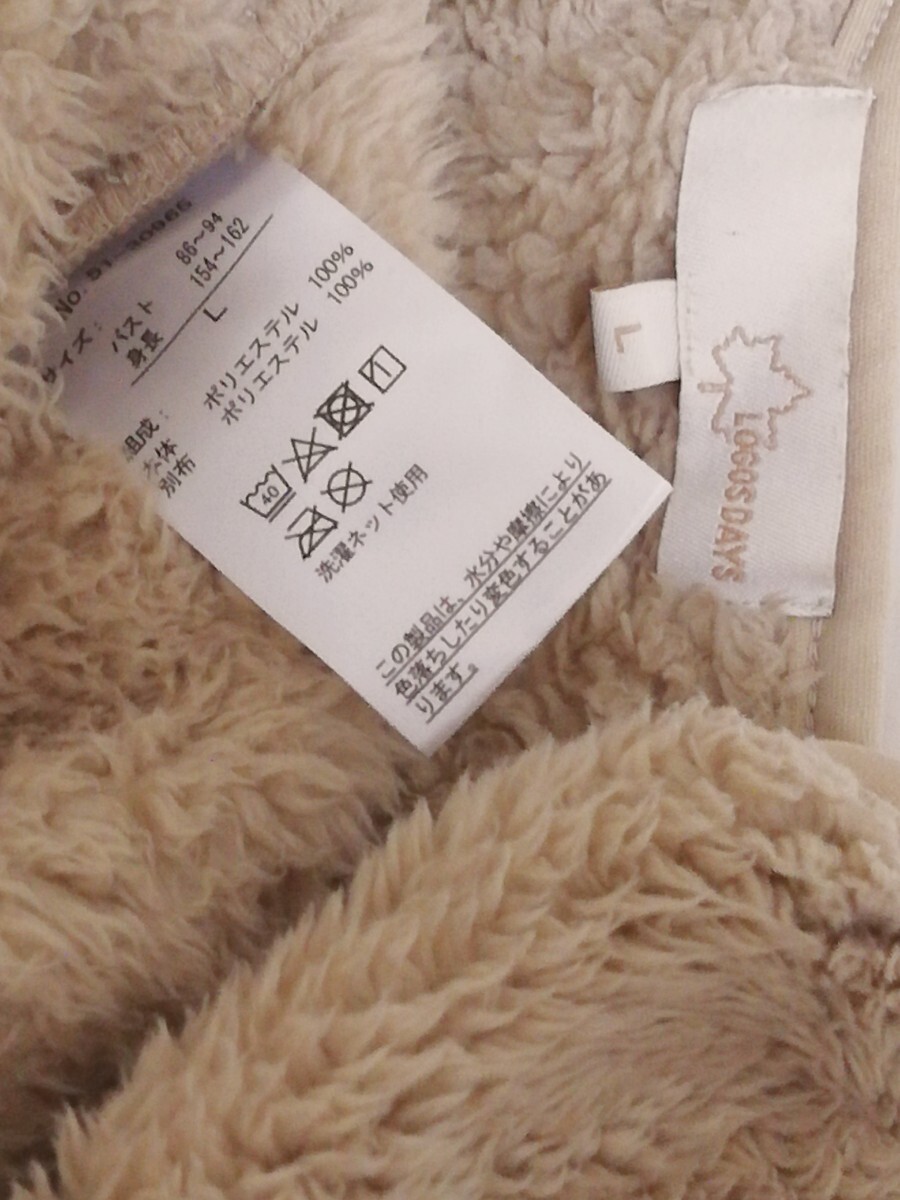 No. 51-30966
サイズ:
バスト 86~94
身長 154~162
L
組成:
本体 ポリエステル 100%
別布 ポリエステル 100%
40
洗濯ネット使用
この製品は、水分や摩擦により
色落ちしたり変色することがあ
ります。
L
LOGOS DAYS